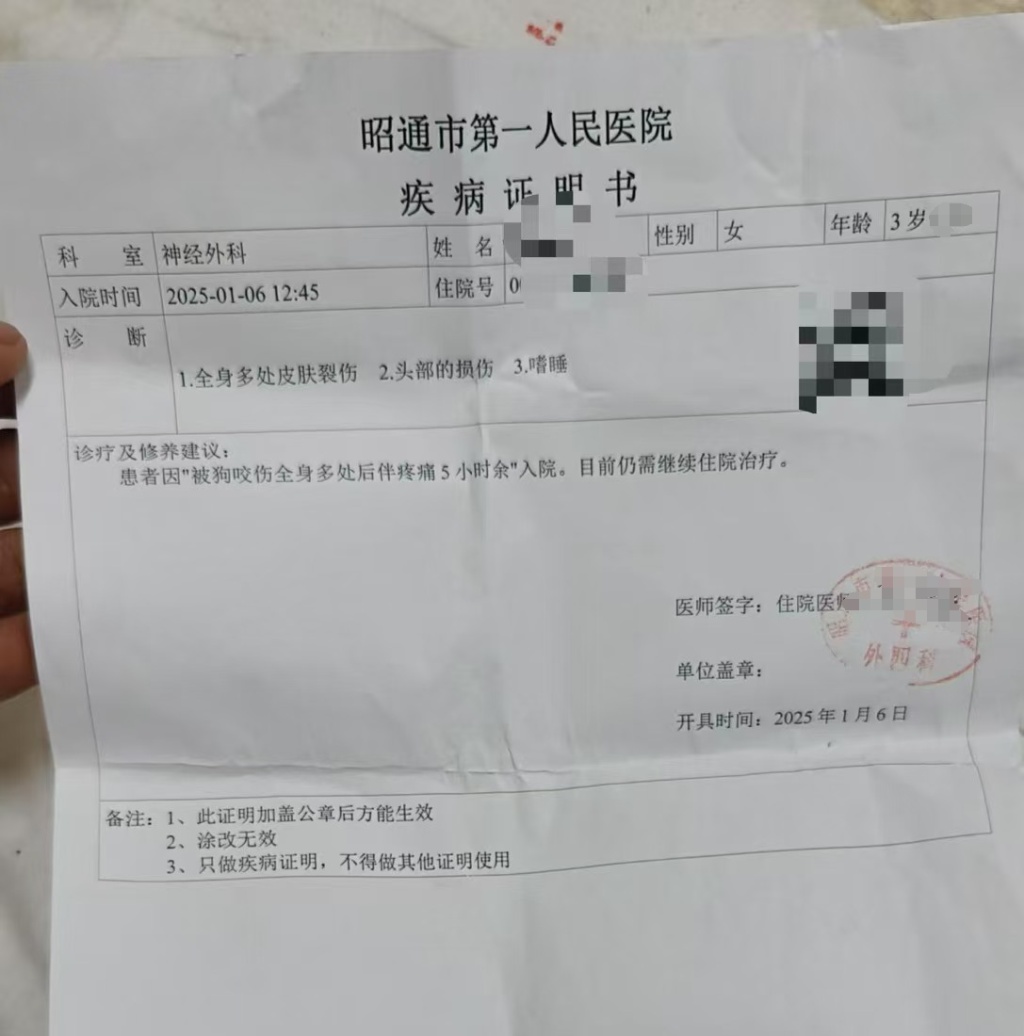 昭通市第一人民医院
疾 病 证 明 书
科 室 神经外科 姓 名 性别 女 年龄 3岁
入院时间 2025-01-06 12:45 住院号 0
诊 断
1.全身多处皮肤裂伤 2.头部的损伤 3.嗜睡
诊疗及修养建议：
患者因"被狗咬伤全身多处后伴疼痛5小时余"入院。目前仍需继续住院治疗。
医师签字：住院医师
外 科
单位盖章：
开具时间：2025年1月6日
备注：1、此证明加盖公章后方能生效
2、涂改无效
3、只做疾病证明，不得做其他证明使用